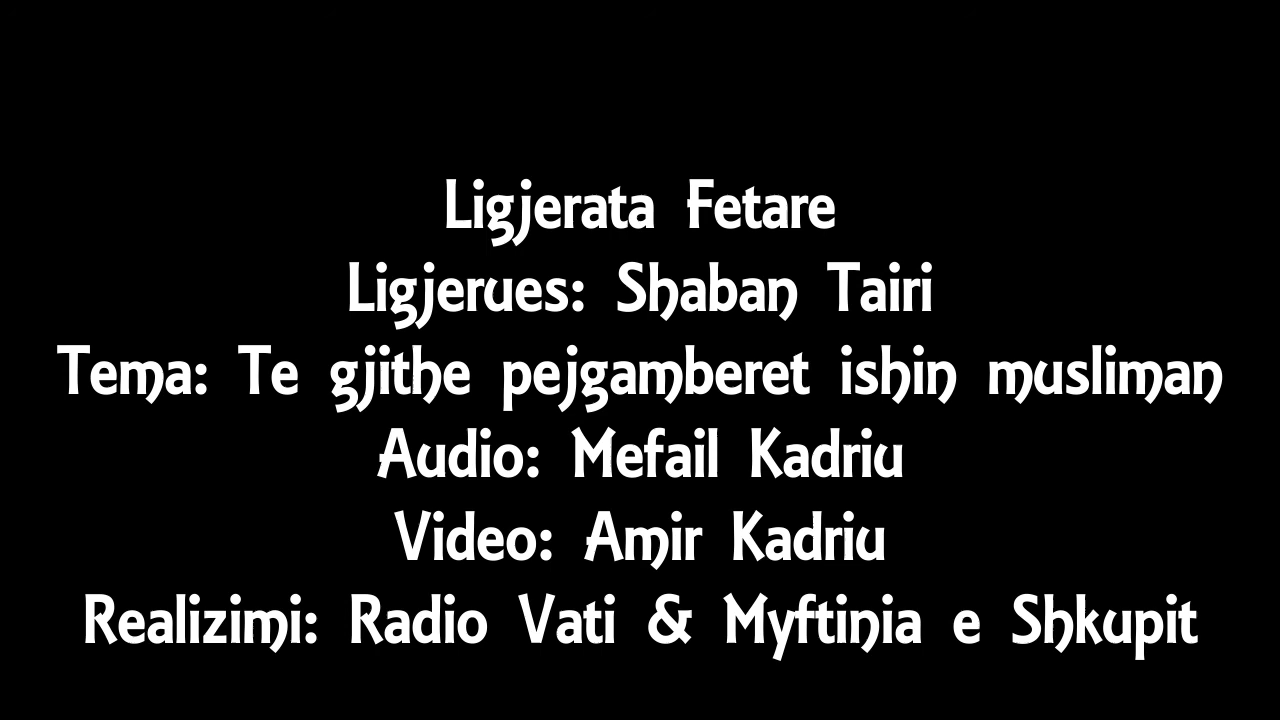 Ligjerata Fetare
Ligjerues: Shaban Tairi
Tema: Te gjithe pejgamberet ishin musliman
Audio: Mefail Kadriu
Video: Amir Kadriu
Realizimi: Radio Vati & Myftinia e Shkupit